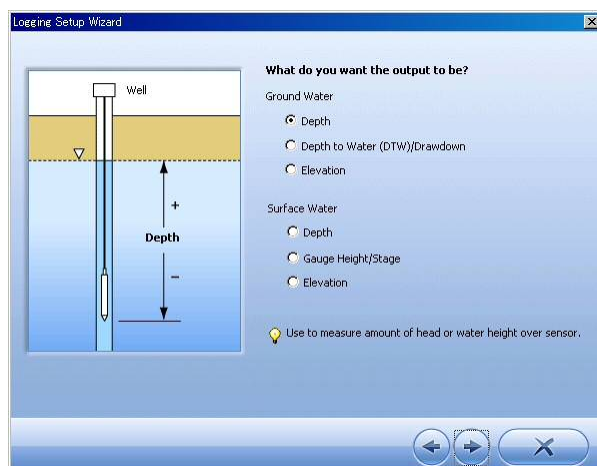 Logging Setup Wizard
What do you want the output to be?
Well
Ground Water
Depth
Depth to Water (DTW)/Drawdown
Elevation
+
Depth
−
Surface Water
Depth
Gauge Height/Stage
Elevation
Use to measure amount of head or water height over sensor.